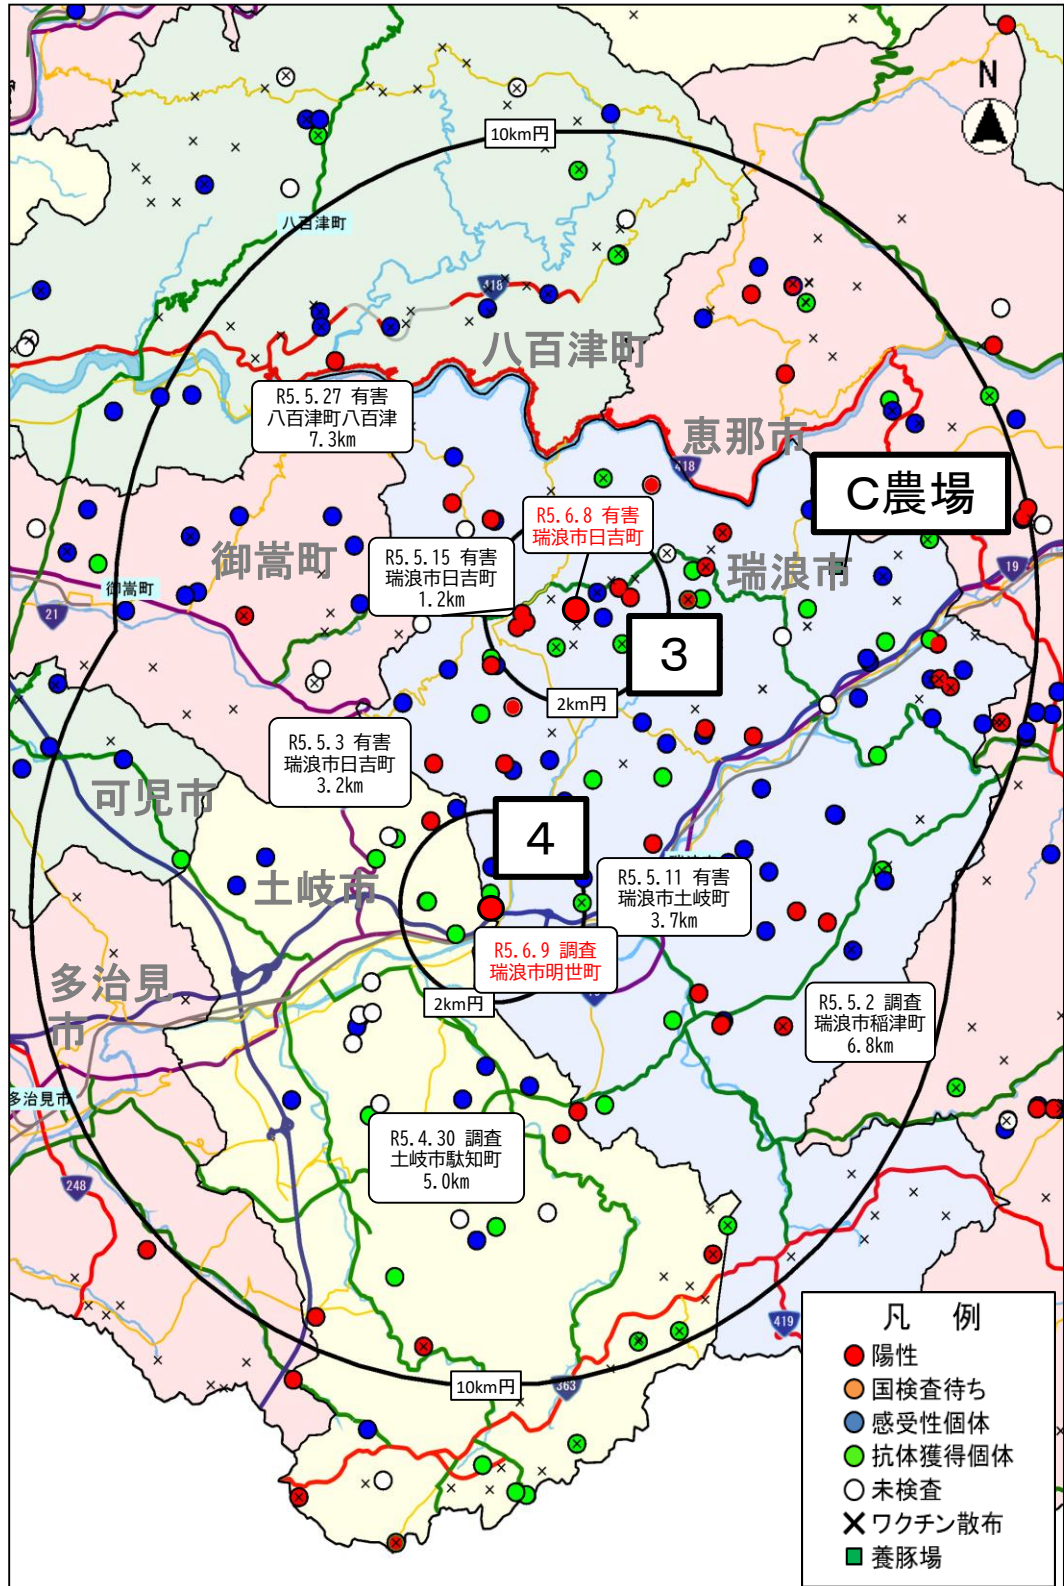 N
10km円
八百津町
418
八百津町
R5.5.27 有害
八百津町八百津
7.3km
恵那市
418
C農場
R5.6.8 有害
瑞浪市日吉町
R5.5.15 有害
瑞浪市日吉町
1.2km
御嵩町
瑞浪市
19
御嵩町
21
3
2km円
R5.5.3 有害
瑞浪市日吉町
3.2km
可児市
4
土岐市
R5.5.11 有害
瑞浪市土岐町
3.7km
R5.6.9 調査
瑞浪市明世町
多治見
市
2km円
19
R5.5.2 調査
瑞浪市稲津町
6.8km
多治見市
R5.4.30 調査
土岐市駄知町
5.0km
248
419
363
10km円
凡 例
陽性
国検査待ち
感受性個体
抗体獲得個体
未検査
ワクチン散布
養豚場